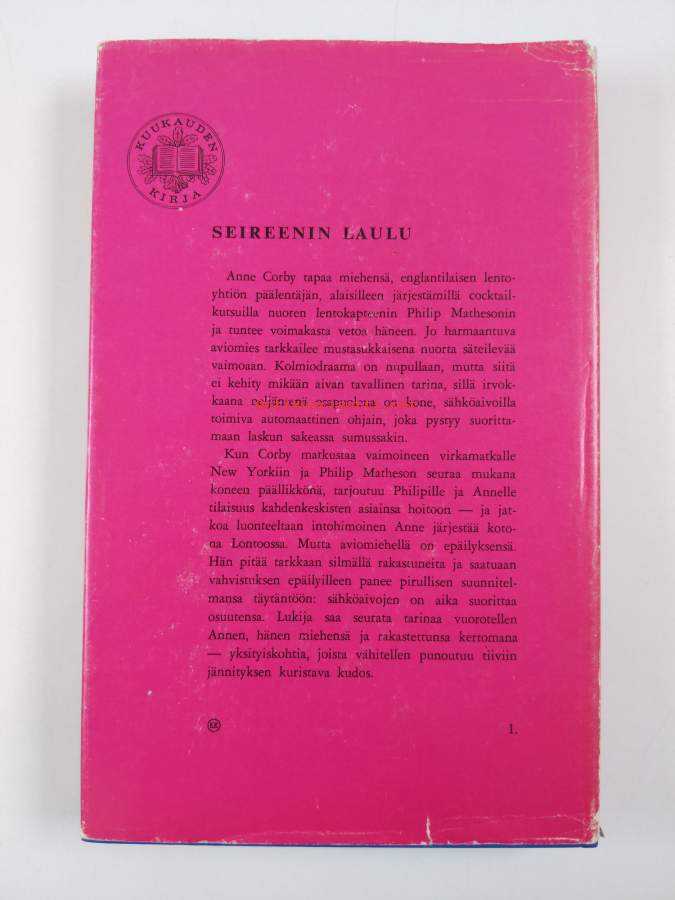 KUUKAUDEN
KIRJA
SEIREENIN LAULU
Anne Corby tapaa miehensä, englantilaisen lento-
yhtiön päälentäjän, alaisilleen järjestämillä cocktail-
kutsuilla nuoren lentokapteenin Philip Mathesonin
ja tuntee voimakasta vetoa häneen. Jo harmaantuva
aviomies tarkkailee mustasukkaisena nuorta säteilevää
vaimoaan. Kolmiodraama on nupullaan, mutta siitä
ei kehity mikään aivan tavallinen tarina, sillä irvok-
kaana neljäntenä osapuolena on kone, sähköaivoilla
toimiva automaattinen ohjain, joka pystyy suoritta-
maan laskun sakeassa sumussakin.
Kun Corby matkustaa vaimoineen virkamatkalle
New Yorkiin ja Philip Matheson seuraa mukana
koneen päällikkönä, tarjoutuu Philipille ja Annelle
tilaisuus kahdenkeskisten asiainsa hoitoon — ja jat-
koa luonteeltaan intohimoinen Anne järjestää koto-
na Lontoossa. Mutta aviomiehellä on epäilyksensä.
Hän pitää tarkkaan silmällä rakastuneita ja saatuaan
vahvistuksen epäilyilleen panee pirullisen suunnitel-
mansa täytäntöön: sähköaivojen on aika suorittaa
osuutensa. Lukija saa seurata tarinaa vuorotellen
Annen, hänen miehensä ja rakastettunsa kertomana
— yksityiskohtia, joista vähitellen punoutuu tiiviin
jännityksen kuristava kudos.
KK
1.